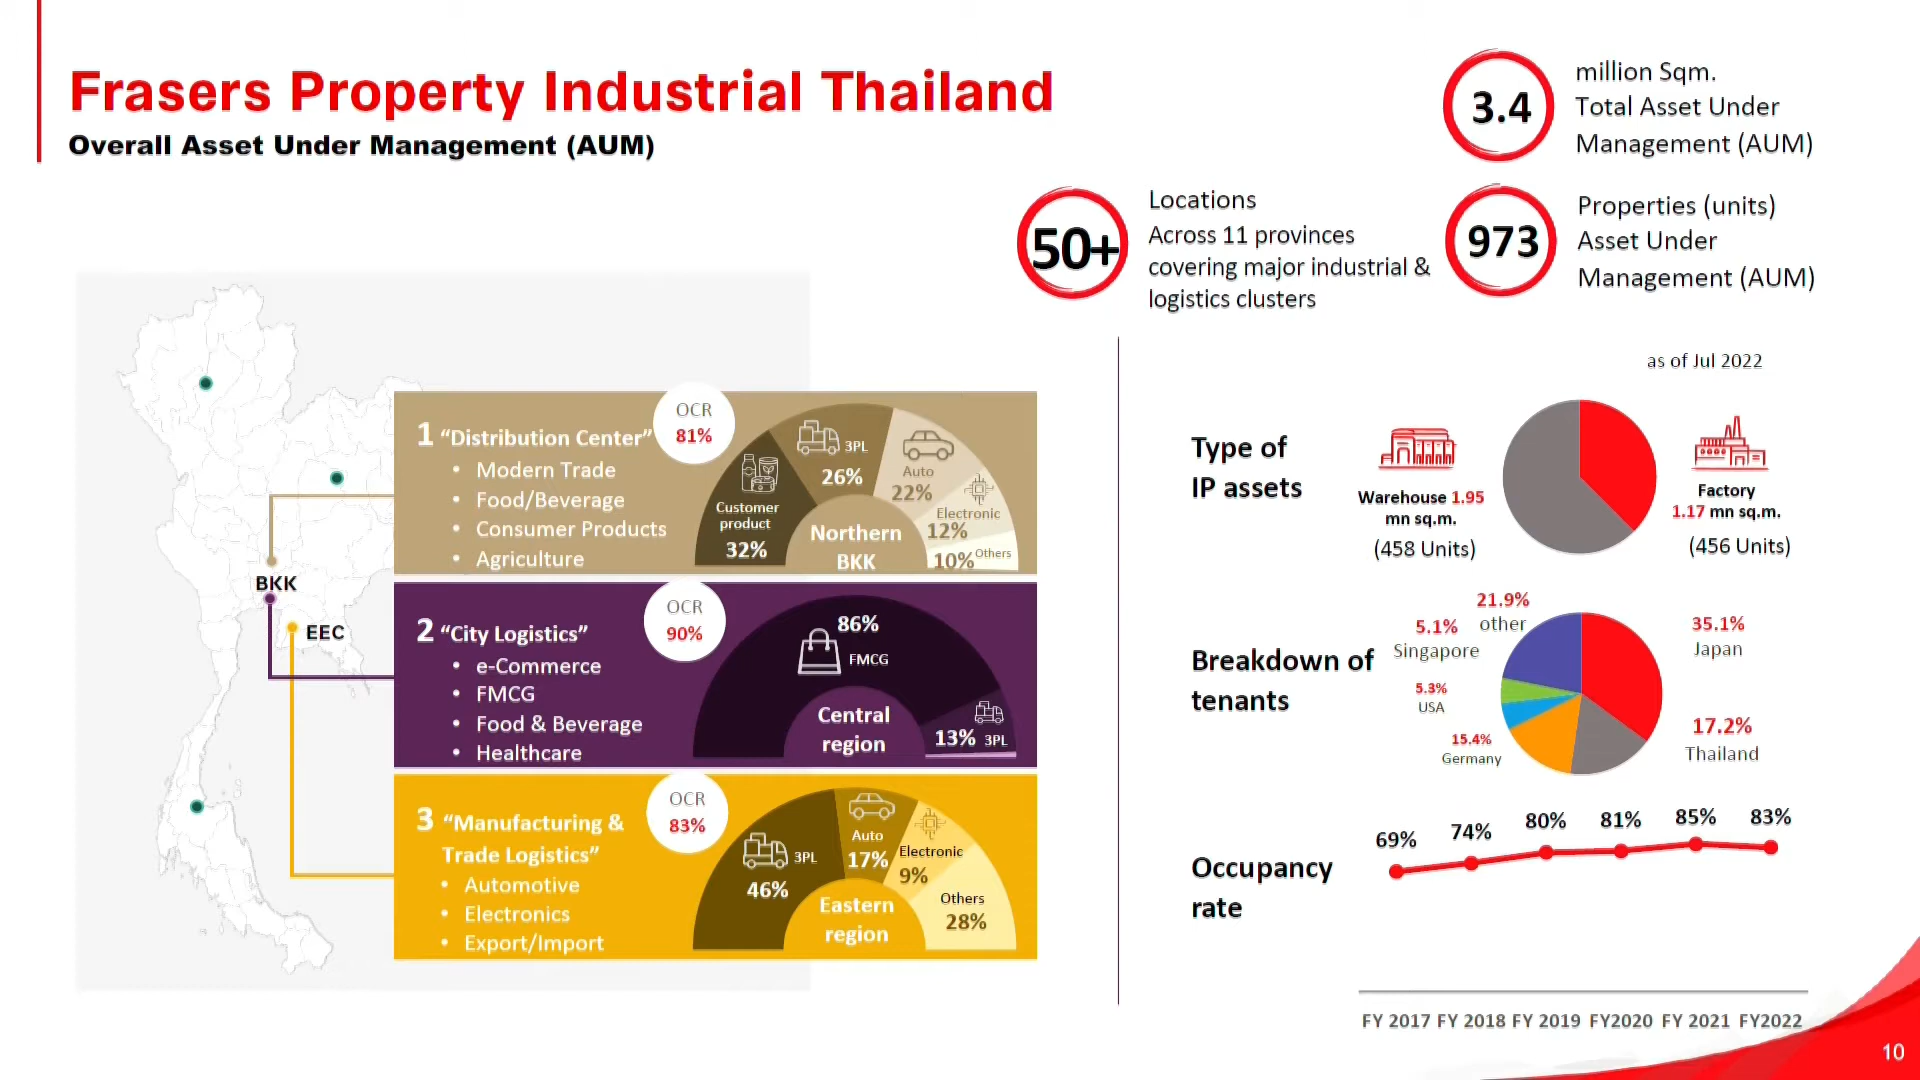 Frasers Property Industrial Thailand
Overall Asset Under Management (AUM)
3.4
million Sqm.
Total Asset Under
Management (AUM)
50+
Locations
Across 11 provinces
covering major industrial &
logistics clusters
973
Properties (units)
Asset Under
Management (AUM)
BKK
EEC
1 “Distribution Center”
• Modern Trade
• Food/Beverage
• Consumer Products
• Agriculture
OCR
81%
Customer
product
32%
3PL
26%
Auto
22%
Electronic
12%
Others
10%
Northern
BKK
2 “City Logistics”
• e-Commerce
• FMCG
• Food & Beverage
• Healthcare
OCR
90%
86%
FMCG
13% 3PL
Central
region
3 “Manufacturing &
Trade Logistics”
• Automotive
• Electronics
• Export/Import
OCR
83%
3PL
46%
Auto
17%
Electronic
9%
Others
28%
Eastern
region
as of Jul 2022
Type of
IP assets
Warehouse 1.95
mn sq.m.
(458 Units)
Factory
1.17 mn sq.m.
(456 Units)
Breakdown of
tenants
21.9%
other
5.1%
Singapore
5.3%
USA
15.4%
Germany
35.1%
Japan
17.2%
Thailand
Occupancy
rate
69% 74% 80% 81% 85% 83%
FY 2017 FY 2018 FY 2019 FY2020 FY 2021 FY2022
10